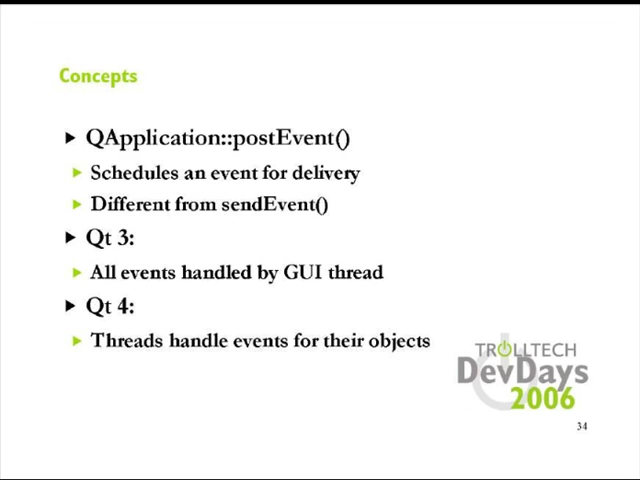 Concepts
QApplication::postEvent()
Schedules an event for delivery
Different from sendEvent()
Qt 3:
All events handled by GUI thread
Qt 4:
Threads handle events for their objects
TROLLTECH
DevDays
2006
34